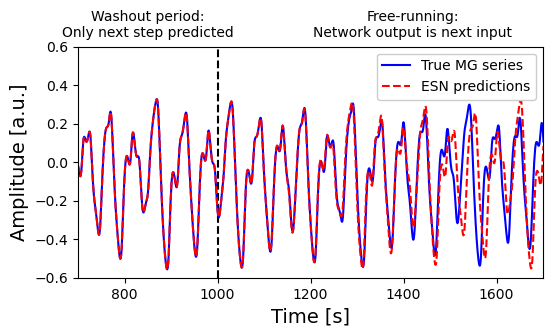 Washout period:
Only next step predicted
Free-running:
Network output is next input
True MG series
ESN predictions
Amplitude [a.u.]
0.6
0.4
0.2
0.0
−0.2
−0.4
−0.6
800
1000
1200
1400
1600
Time [s]